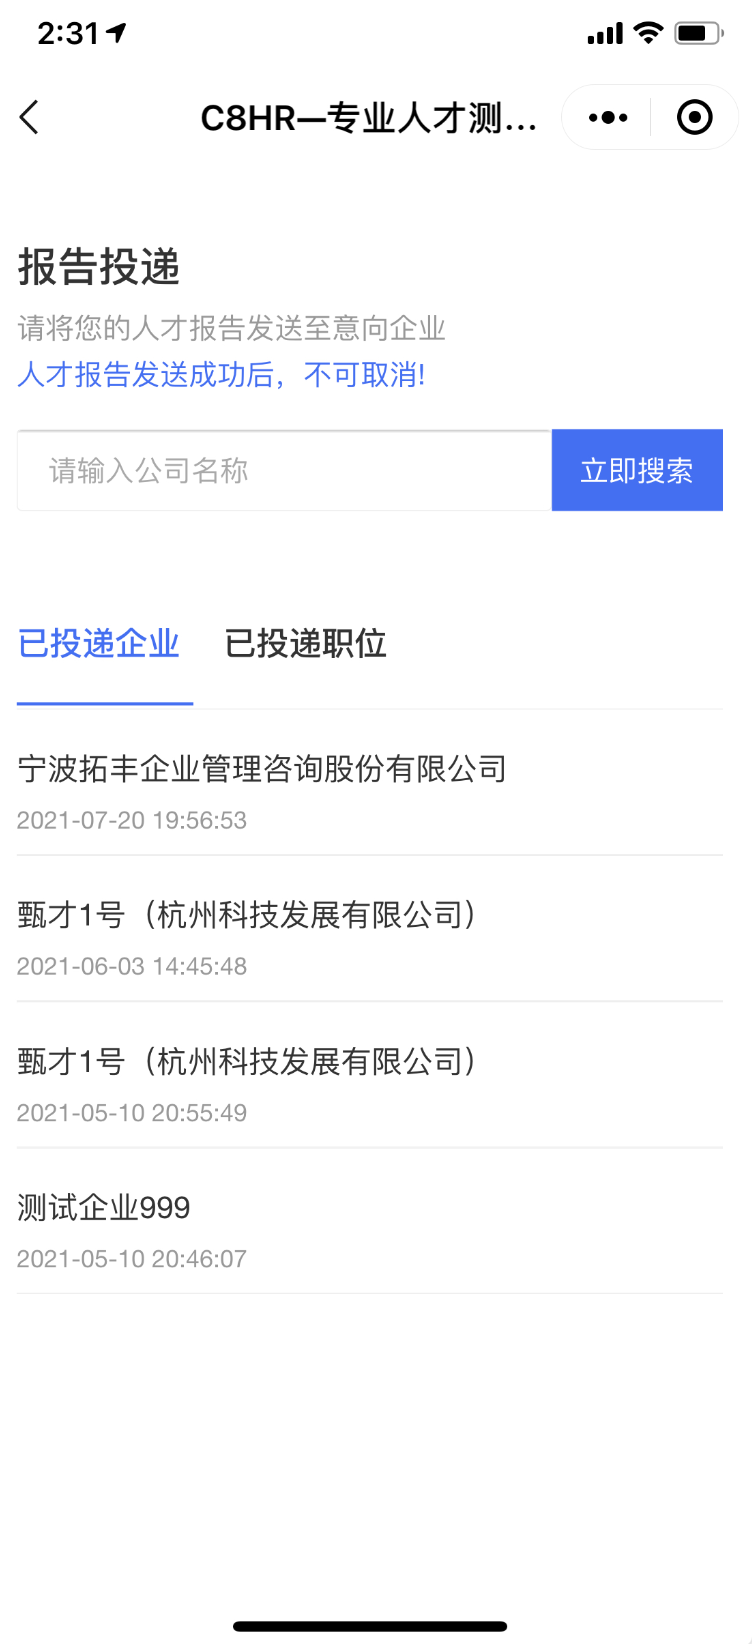 2:31
C8HR—专业人才测...
报告投递
请将您的人才报告发送至意向企业
人才报告发送成功后，不可取消!
请输入公司名称
立即搜索
已投递企业 已投递职位
宁波拓丰企业管理咨询股份有限公司
2021-07-20 19:56:53
甄才1号（杭州科技发展有限公司）
2021-06-03 14:45:48
甄才1号（杭州科技发展有限公司）
2021-05-10 20:55:49
测试企业999
2021-05-10 20:46:07